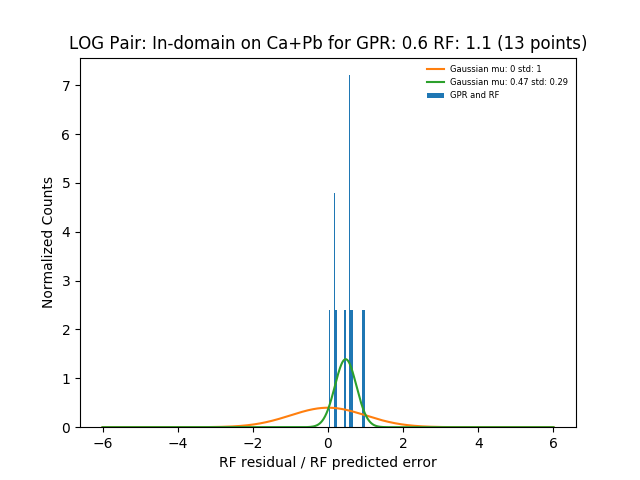 LOG Pair: In-domain on Ca+Pb for GPR: 0.6 RF: 1.1 (13 points)
Gaussian mu: 0 std: 1
Gaussian mu: 0.47 std: 0.29
GPR and RF
Normalized Counts
7
6
5
4
3
2
1
0
−6 −4 −2 0 2 4 6
RF residual / RF predicted error